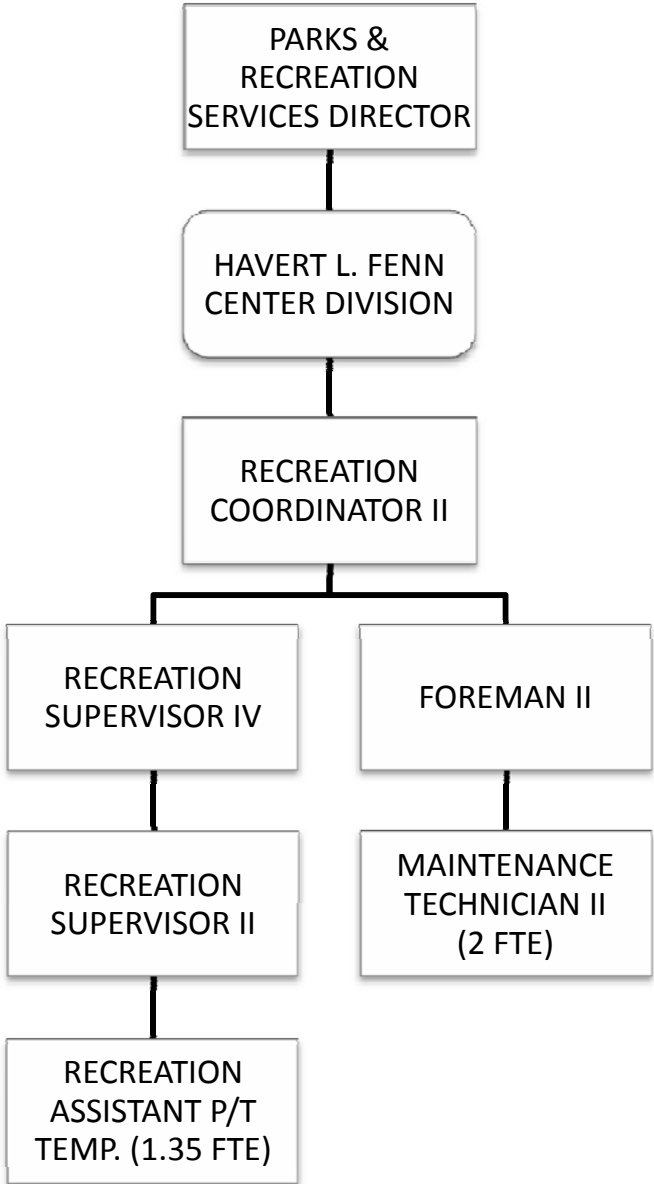 PARKS &
RECREATION
SERVICES DIRECTOR
HAVERT L. FENN
CENTER DIVISION
RECREATION
COORDINATOR II
RECREATION
SUPERVISOR IV
FOREMAN II
RECREATION
SUPERVISOR II
MAINTENANCE
TECHNICIAN II
(2 FTE)
RECREATION
ASSISTANT P/T
TEMP. (1.35 FTE)